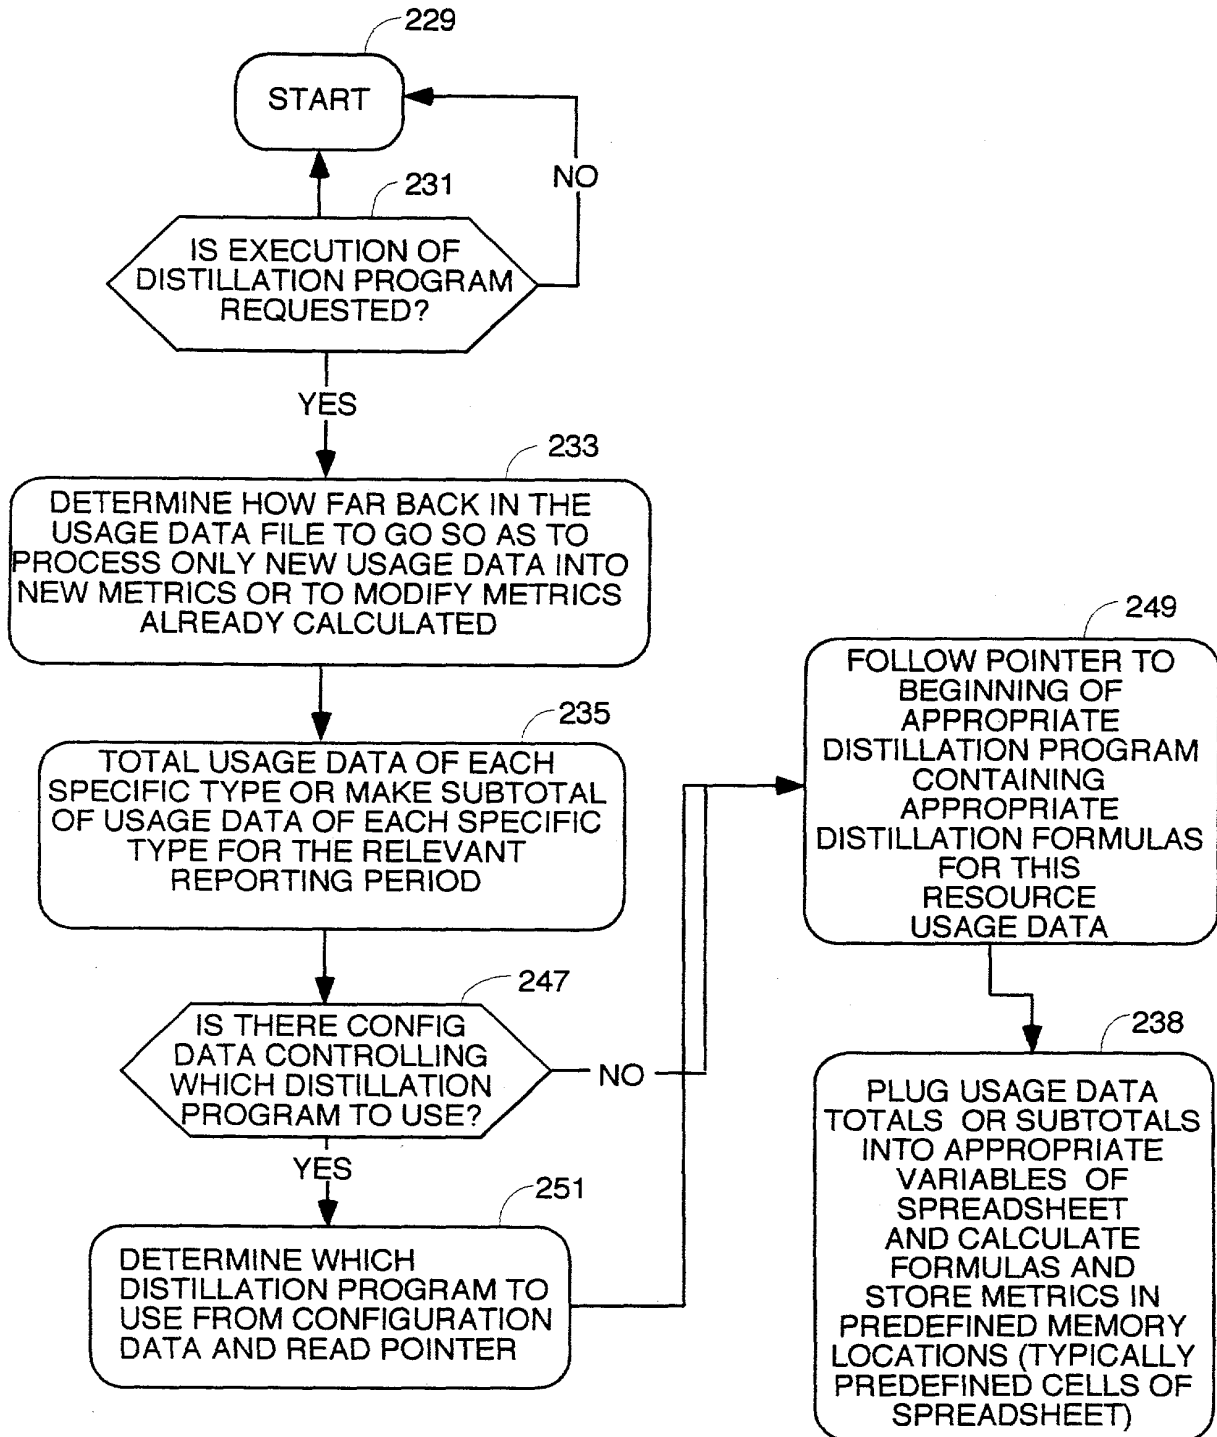 229
START
NO
231
IS EXECUTION OF
DISTILLATION PROGRAM
REQUESTED?
YES
233
DETERMINE HOW FAR BACK IN THE
USAGE DATA FILE TO GO SO AS TO
PROCESS ONLY NEW USAGE DATA INTO
NEW METRICS OR TO MODIFY METRICS
ALREADY CALCULATED
235
TOTAL USAGE DATA OF EACH
SPECIFIC TYPE OR MAKE SUBTOTAL
OF USAGE DATA OF EACH SPECIFIC
TYPE FOR THE RELEVANT
REPORTING PERIOD
247
IS THERE CONFIG
DATA CONTROLLING
WHICH DISTILLATION
PROGRAM TO USE?
NO
YES
251
DETERMINE WHICH
DISTILLATION PROGRAM TO
USE FROM CONFIGURATION
DATA AND READ POINTER
249
FOLLOW POINTER TO
BEGINNING OF
APPROPRIATE
DISTILLATION PROGRAM
CONTAINING
APPROPRIATE
DISTILLATION FORMULAS
FOR THIS
RESOURCE
USAGE DATA
238
PLUG USAGE DATA
TOTALS OR SUBTOTALS
INTO APPROPRIATE
VARIABLES OF
SPREADSHEET
AND CALCULATE
FORMULAS AND
STORE METRICS IN
PREDEFINED MEMORY
LOCATIONS (TYPICALLY
PREDEFINED CELLS OF
SPREADSHEET)